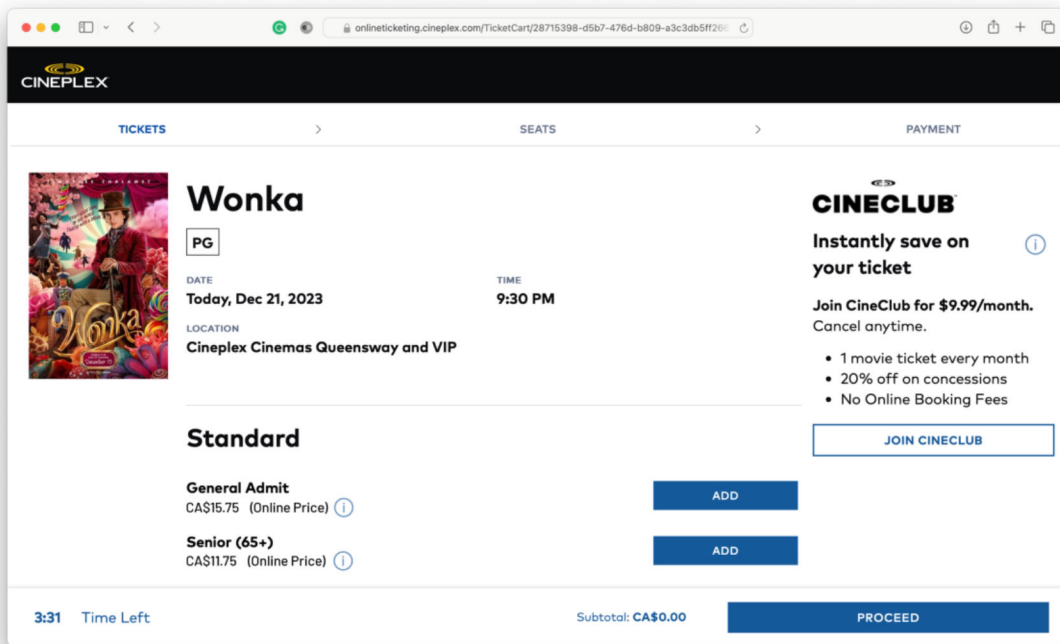 onlineticketing.cineplex.com/TicketCart/28715398-d5b7-476d-b809-a3c3db5ff26
CINEPLEX
TICKETS > SEATS > PAYMENT
Wonka
PG
DATE
Today, Dec 21, 2023
TIME
9:30 PM
LOCATION
Cineplex Cinemas Queensway and VIP
Wonka
CINECLUB
Instantly save on
your ticket
Join CineClub for $9.99/month.
Cancel anytime.
• 1 movie ticket every month
• 20% off on concessions
• No Online Booking Fees
JOIN CINECLUB
Standard
General Admit
CA$15.75 (Online Price)
ADD
Senior (65+)
CA$11.75 (Online Price)
ADD
3:31 Time Left
Subtotal: CA$0.00
PROCEED